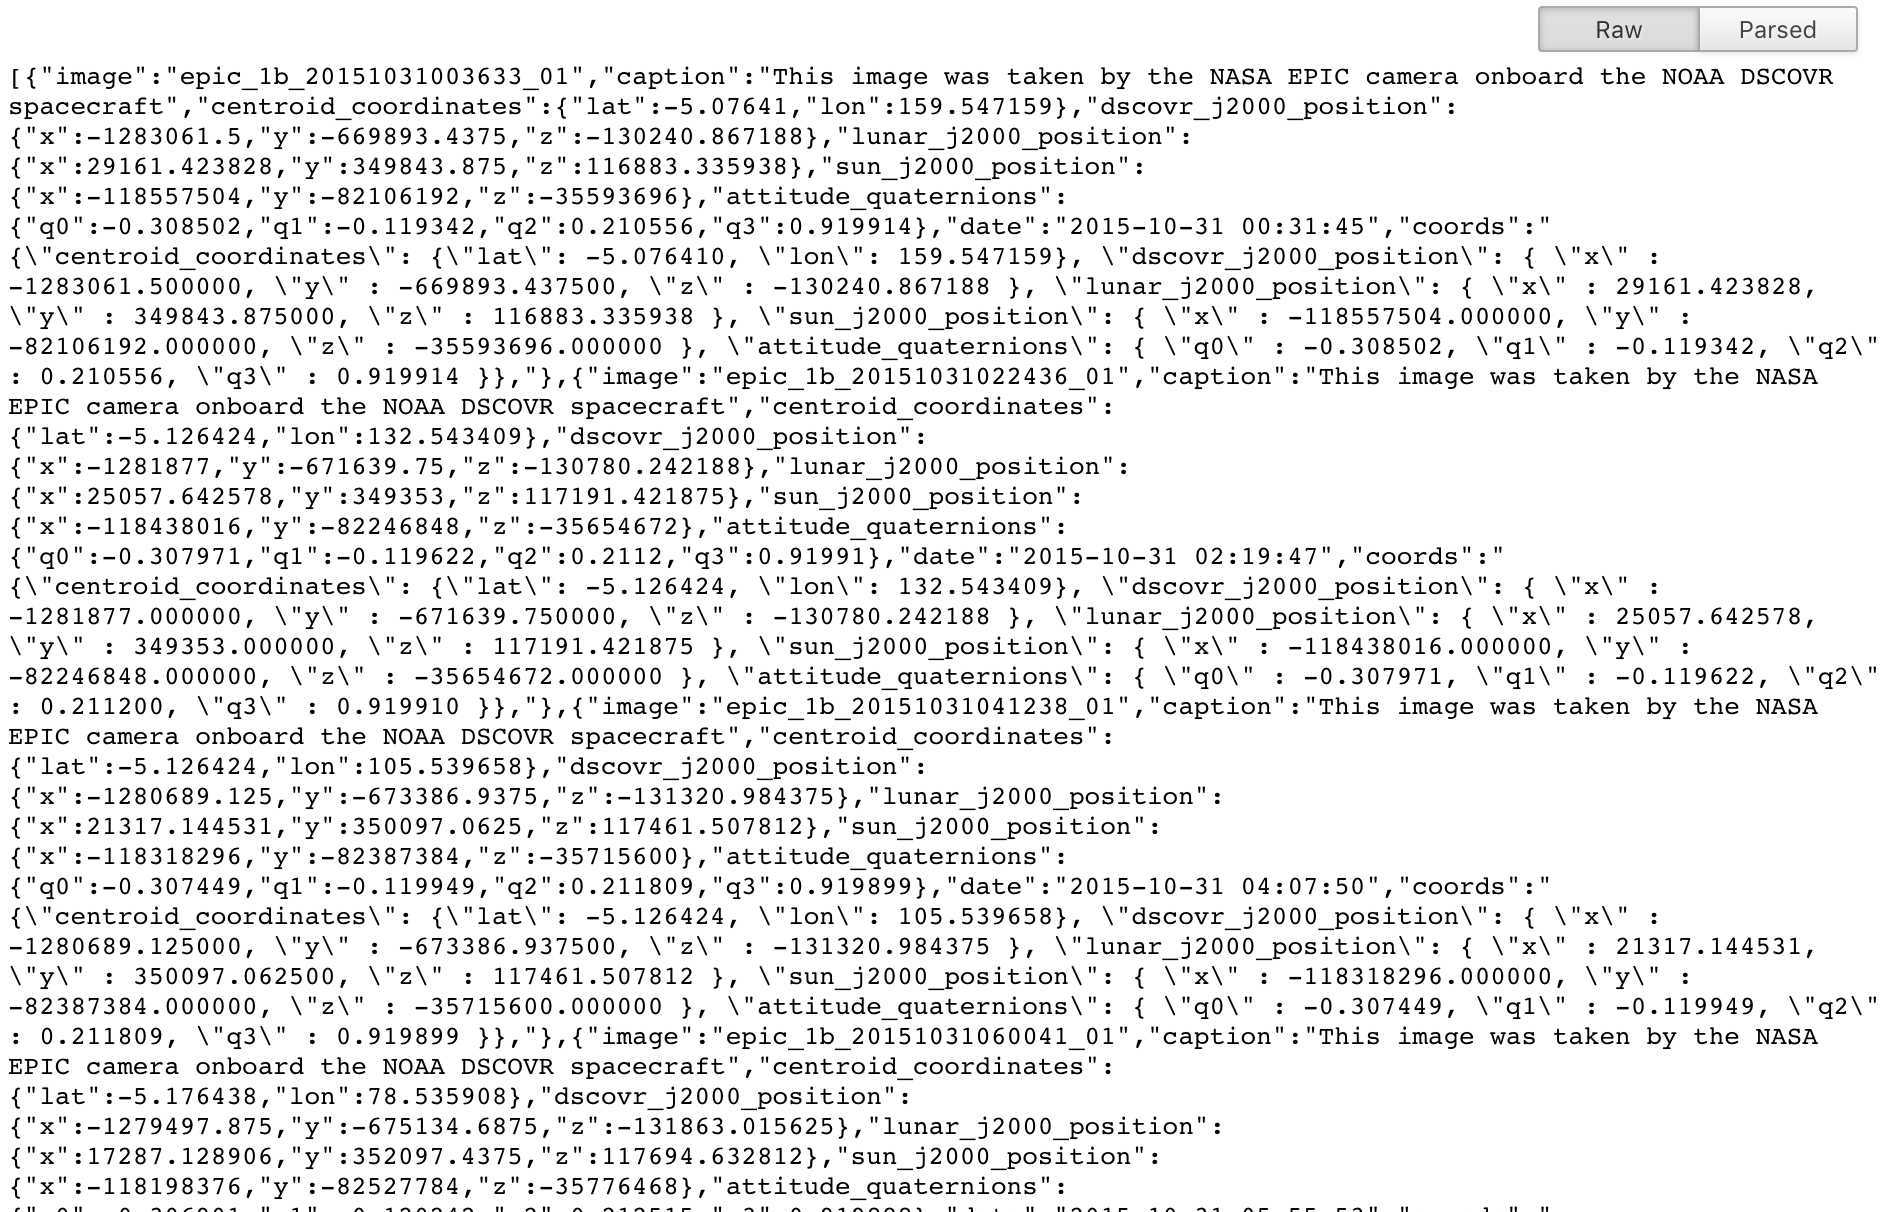 Raw
Parsed
[{"image":"epic_1b_20151031003633_01","caption":"This image was taken by the NASA EPIC camera onboard the NOAA DSCOVR
spacecraft","centroid_coordinates":{"lat":-5.07641,"lon":159.547159},"dscovr_j2000_position":
{"x":-1283061.5,"y":-669893.4375,"z":-130240.867188},"lunar_j2000_position":
{"x":29161.423828,"y":349843.875,"z":116883.335938},"sun_j2000_position":
{"x":-118557504,"y":-82106192,"z":-35593696},"attitude_quaternions":
{"q0":-0.308502,"q1":-0.119342,"q2":0.210556,"q3":0.919914},"date":"2015-10-31 00:31:45","coords":"
{\"centroid_coordinates\": {\"lat\": -5.076410, \"lon\": 159.547159}, \"dscovr_j2000_position\": { \"x\" :
-1283061.500000, \"y\" : -669893.437500, \"z\" : -130240.867188 }, \"lunar_j2000_position\": { \"x\" : 29161.423828,
\"y\" : 349843.875000, \"z\" : 116883.335938 }, \"sun_j2000_position\": { \"x\" : -118557504.000000, \"y\" :
-82106192.000000, \"z\" : -35593696.000000 }, \"attitude_quaternions\": { \"q0\" : -0.308502, \"q1\" : -0.119342, \"q2\"
: 0.210556, \"q3\" : 0.919914 }},"},{"image":"epic_1b_20151031022436_01","caption":"This image was taken by the NASA
EPIC camera onboard the NOAA DSCOVR spacecraft","centroid_coordinates":
{"lat":-5.126424,"lon":132.543409},"dscovr_j2000_position":
{"x":-1281877,"y":-671639.75,"z":-130780.242188},"lunar_j2000_position":
{"x":25057.642578,"y":349353,"z":117191.421875},"sun_j2000_position":
{"x":-118438016,"y":-82246848,"z":-35654672},"attitude_quaternions":
{"q0":-0.307971,"q1":-0.119622,"q2":0.2112,"q3":0.91991},"date":"2015-10-31 02:19:47","coords":"
{\"centroid_coordinates\": {\"lat\": -5.126424, \"lon\": 132.543409}, \"dscovr_j2000_position\": { \"x\" :
-1281877.000000, \"y\" : -671639.750000, \"z\" : -130780.242188 }, \"lunar_j2000_position\": { \"x\" : 25057.642578,
\"y\" : 349353.000000, \"z\" : 117191.421875 }, \"sun_j2000_position\": { \"x\" : -118438016.000000, \"y\" :
-82246848.000000, \"z\" : -35654672.000000 }, \"attitude_quaternions\": { \"q0\" : -0.307971, \"q1\" : -0.119622, \"q2\"
: 0.211200, \"q3\" : 0.919910 }},"},{"image":"epic_1b_20151031041238_01","caption":"This image was taken by the NASA
EPIC camera onboard the NOAA DSCOVR spacecraft","centroid_coordinates":
{"lat":-5.126424,"lon":105.539658},"dscovr_j2000_position":
{"x":-1280689.125,"y":-673386.9375,"z":-131320.984375},"lunar_j2000_position":
{"x":21317.144531,"y":350097.0625,"z":117461.507812},"sun_j2000_position":
{"x":-118318296,"y":-82387384,"z":-35715600},"attitude_quaternions":
{"q0":-0.307449,"q1":-0.119949,"q2":0.211809,"q3":0.919899},"date":"2015-10-31 04:07:50","coords":"
{\"centroid_coordinates\": {\"lat\": -5.126424, \"lon\": 105.539658}, \"dscovr_j2000_position\": { \"x\" :
-1280689.125000, \"y\" : -673386.937500, \"z\" : -131320.984375 }, \"lunar_j2000_position\": { \"x\" : 21317.144531,
\"y\" : 350097.062500, \"z\" : 117461.507812 }, \"sun_j2000_position\": { \"x\" : -118318296.000000, \"y\" :
-82387384.000000, \"z\" : -35715600.000000 }, \"attitude_quaternions\": { \"q0\" : -0.307449, \"q1\" : -0.119949, \"q2\"
: 0.211809, \"q3\" : 0.919899 }},"},{"image":"epic_1b_20151031060041_01","caption":"This image was taken by the NASA
EPIC camera onboard the NOAA DSCOVR spacecraft","centroid_coordinates":
{"lat":-5.176438,"lon":78.535908},"dscovr_j2000_position":
{"x":-1279497.875,"y":-675134.6875,"z":-131863.015625},"lunar_j2000_position":
{"x":17287.128906,"y":352097.4375,"z":117694.632812},"sun_j2000_position":
{"x":-118198376,"y":-82527784,"z":-35776468},"attitude_quaternions":